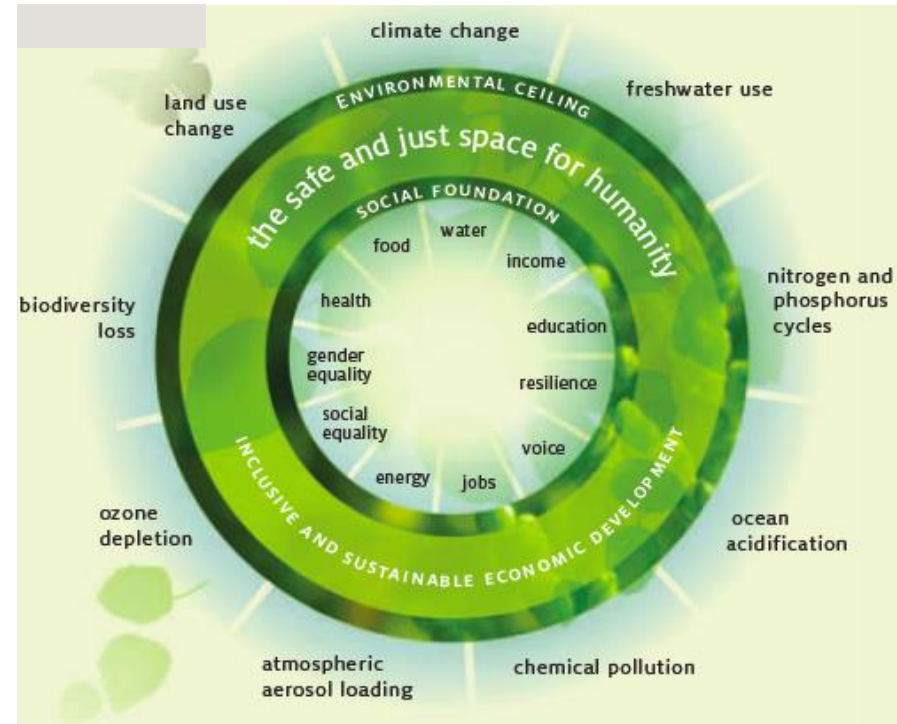 climate change
freshwater use
land use
change
ENVIRONMENTAL CEILING
the safe and just space for humanity
SOCIAL FOUNDATION
water
food
income
health
education
gender
equality
resilience
social
equality
voice
energy
jobs
INCLUSIVE AND SUSTAINABLE ECONOMIC DEVELOPMENT
nitrogen and
phosphorus
cycles
biodiversity
loss
ozone
depletion
ocean
acidification
atmospheric
aerosol loading
chemical pollution